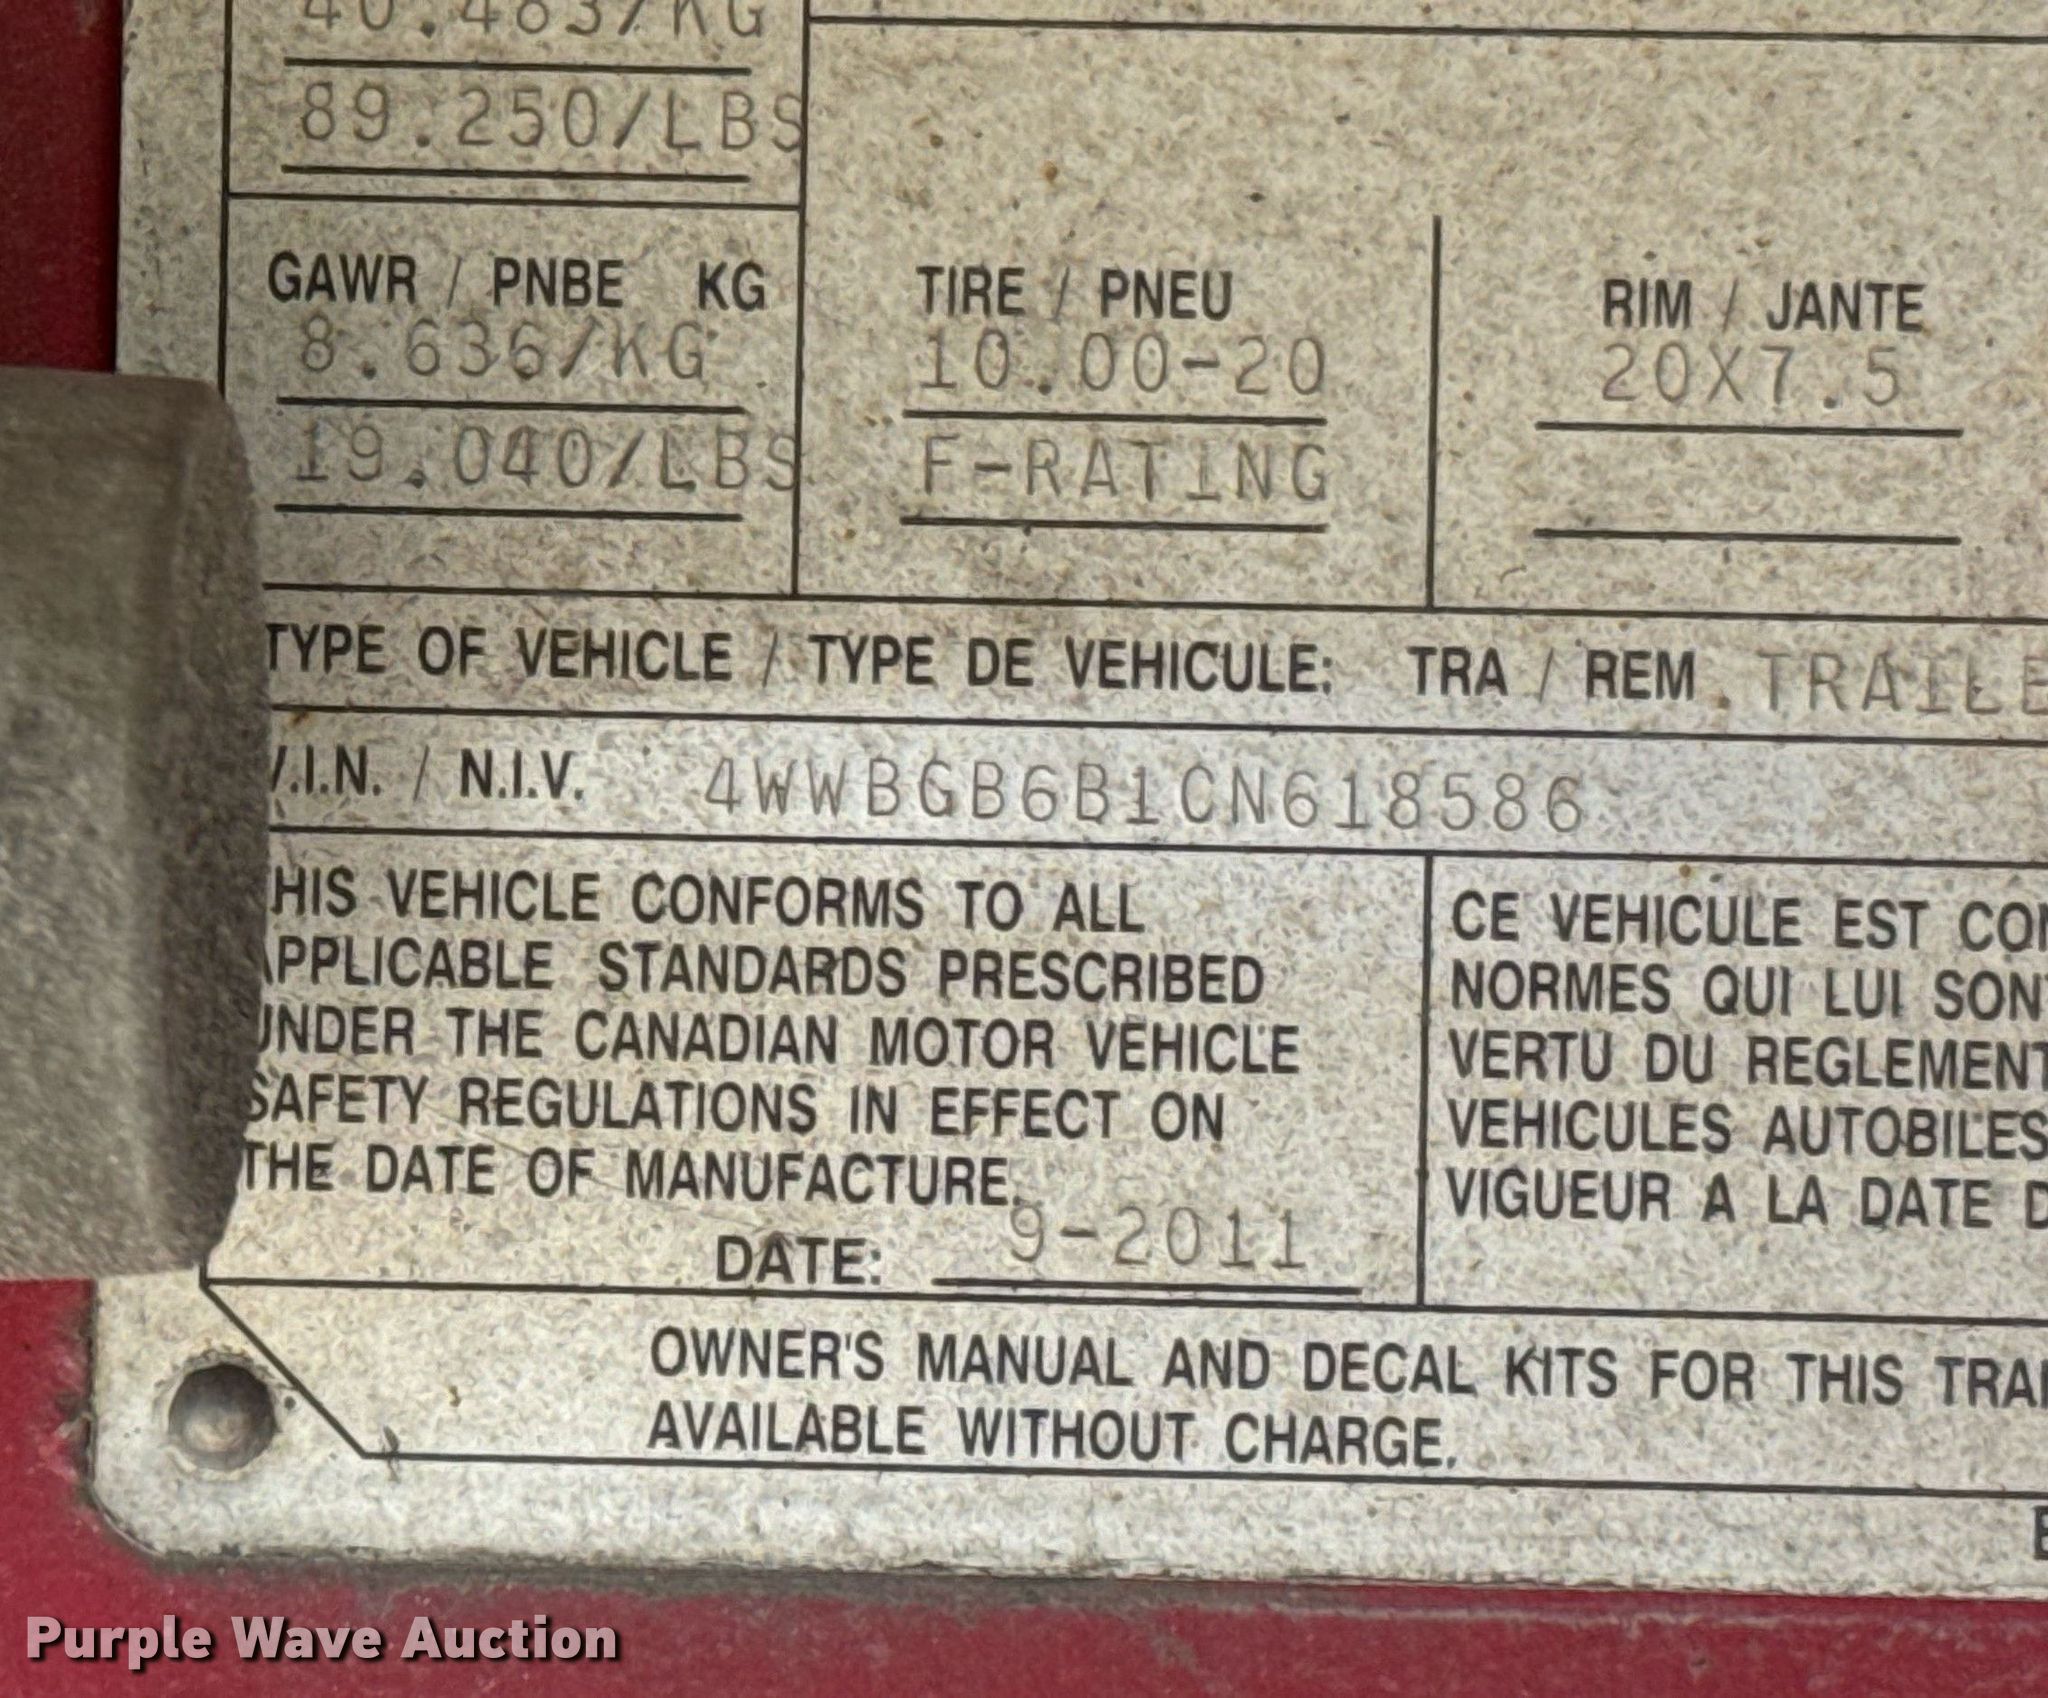 40.483/KG
89.250/LBS
GAWR / PNBE KG
8.636/KG
19.040/LBS
TIRE / PNEU
10.00-20
F-RATING
RIM / JANTE
20X7.5
TYPE OF VEHICLE / TYPE DE VEHICULE: TRA / REM TRAILE
V.I.N. / N.I.V. 4WWBGB6B1CN618586
HIS VEHICLE CONFORMS TO ALL
APPLICABLE STANDARDS PRESCRIBED
UNDER THE CANADIAN MOTOR VEHICLE
SAFETY REGULATIONS IN EFFECT ON
THE DATE OF MANUFACTURE.
DATE: 9-2011
CE VEHICULE EST CON
NORMES QUI LUI SONT
VERTU DU REGLEMENT
VEHICULES AUTOBILES
VIGUEUR A LA DATE D
OWNER'S MANUAL AND DECAL KITS FOR THIS TRAI
AVAILABLE WITHOUT CHARGE.
Purple Wave Auction